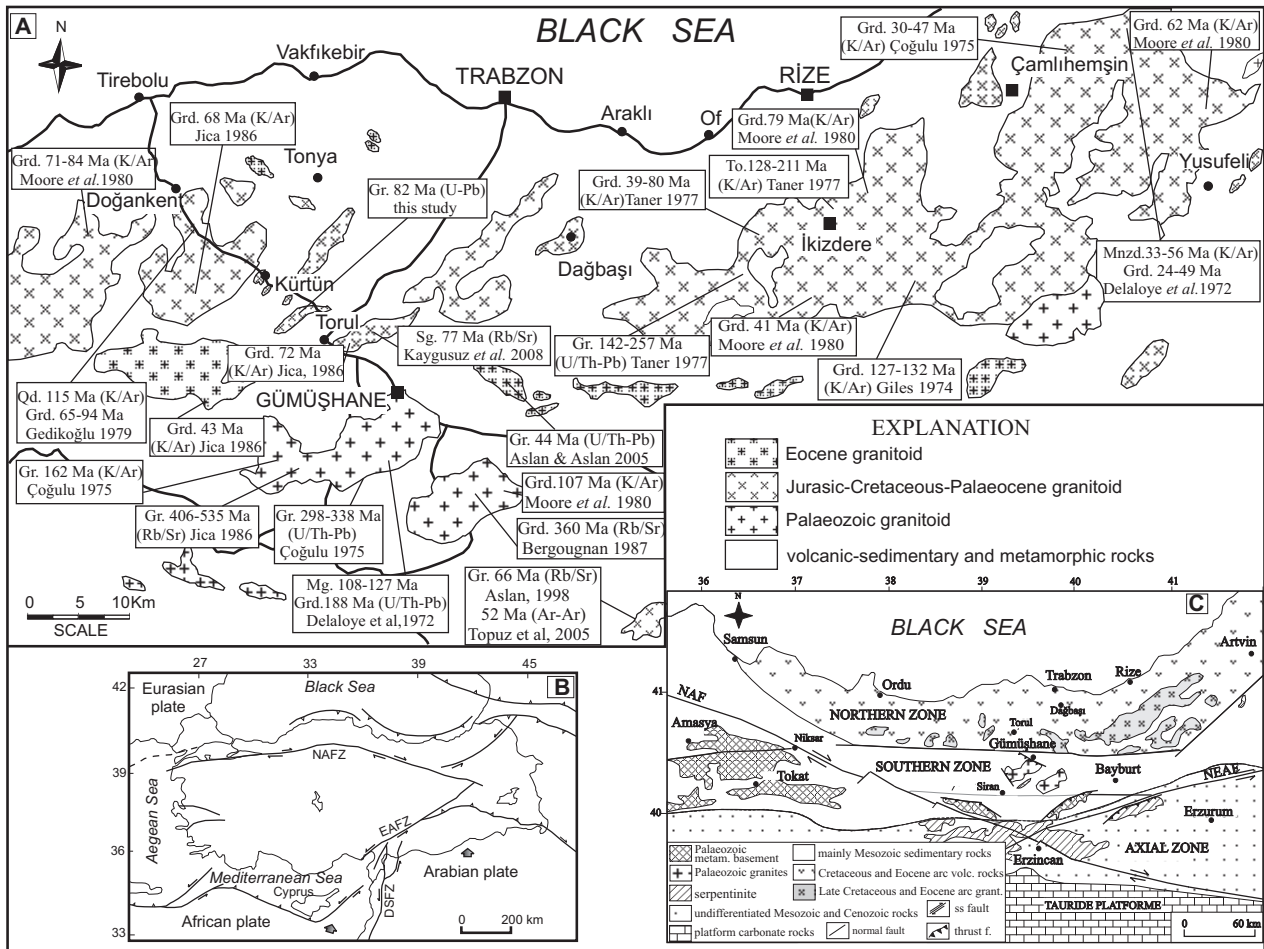 A
N
BLACK SEA
Tirebolu
Vakfıkebir
TRABZON
Araklı
Of
RİZE
Çamlıhemşin
Yusufeli
Tonya
Doğankent
Kürtün
Torul
Dağbaşı
İkizdere
GÜMÜŞHANE
Grd. 30-47 Ma
(K/Ar) Çoğulu 1975
Grd. 62 Ma (K/Ar)
Moore et al. 1980
Grd. 68 Ma (K/Ar)
Jica 1986
Grd. 71-84 Ma (K/Ar)
Moore et al.1980
Gr. 82 Ma (U-Pb)
this study
Grd.79 Ma(K/Ar)
Moore et al. 1980
To.128-211 Ma
(K/Ar) Taner 1977
Grd. 39-80 Ma
(K/Ar)Taner 1977
Mnzd.33-56 Ma (K/Ar)
Grd. 24-49 Ma
Delaloye et al.1972
Sg. 77 Ma (Rb/Sr)
Kaygusuz et al. 2008
Grd. 72 Ma
(K/Ar) Jica, 1986
Gr. 142-257 Ma
(U/Th-Pb) Taner 1977
Grd. 41 Ma (K/Ar)
Moore et al. 1980
Grd. 127-132 Ma
(K/Ar) Giles 1974
Qd. 115 Ma (K/Ar)
Grd. 65-94 Ma
Gedikoğlu 1979
Grd. 43 Ma
(K/Ar) Jica 1986
Gr. 162 Ma (K/Ar)
Çoğulu 1975
Gr. 406-535 Ma
(Rb/Sr) Jica 1986
Gr. 298-338 Ma
(U/Th-Pb)
Çoğulu 1975
Gr. 44 Ma (U/Th-Pb)
Aslan & Aslan 2005
Grd.107 Ma (K/Ar)
Moore et al. 1980
Grd. 360 Ma (Rb/Sr)
Bergougnan 1987
Mg. 108-127 Ma
Grd.188 Ma (U/Th-Pb)
Delaloye et al,1972
Gr. 66 Ma (Rb/Sr)
Aslan, 1998
52 Ma (Ar-Ar)
Topuz et al, 2005
0 5 10Km
SCALE
EXPLANATION
Eocene granitoid
Jurasic-Cretaceous-Palaeocene granitoid
Palaeozoic granitoid
volcanic-sedimentary and metamorphic rocks
B
27 33 39 45
42
39
36
33
Eurasian
plate
Black Sea
NAFZ
Aegean Sea
EAFZ
Mediterranean Sea
Cyprus
DSFZ
Arabian plate
African plate
0 200 km
C
36 37 38 39 40 41
41
40
N
BLACK SEA
Samsun
Ordu
Trabzon
Rize
Artvin
Dağbaşı
NAF
NORTHERN ZONE
Torul
Amasya
Niksar
Gümüşhane
SOUTHERN ZONE
Bayburt
NEAF
Tokat
Siran
Erzurum
Erzincan
AXIAL ZONE
TAURIDE PLATFORME
Palaeozoic
metam. basement
Palaeozoic granites
serpentinite
undifferentiated Mesozoic and Cenozoic rocks
platform carbonate rocks
mainly Mesozoic sedimentary rocks
Cretaceous and Eocene arc volc. rocks
Late Cretaceous and Eocene arc grant.
ss fault
normal fault
thrust f.
0 60 km